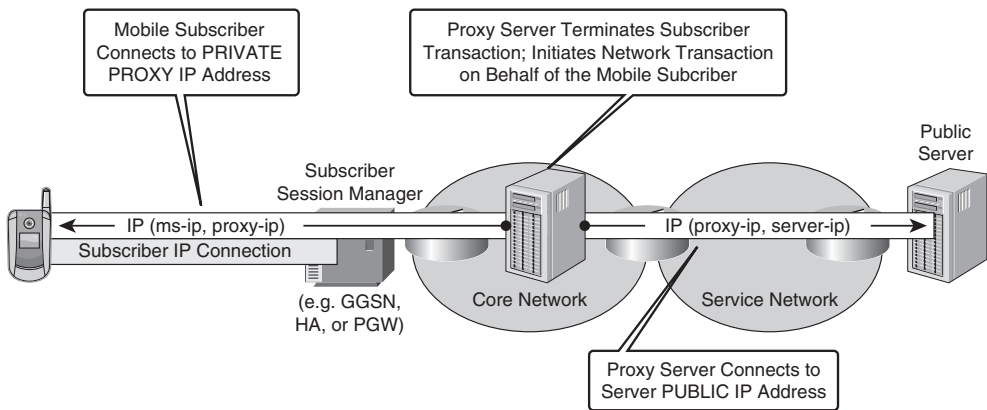 Mobile Subscriber
Connects to PRIVATE
PROXY IP Address
Proxy Server Terminates Subscriber
Transaction; Initiates Network Transaction
on Behalf of the Mobile Subcriber
Public
Server
Subscriber
Session Manager
IP (ms-ip, proxy-ip)
IP (proxy-ip, server-ip)
Subscriber IP Connection
(e.g. GGSN,
HA, or PGW)
Core Network
Service Network
Proxy Server Connects to
Server PUBLIC IP Address